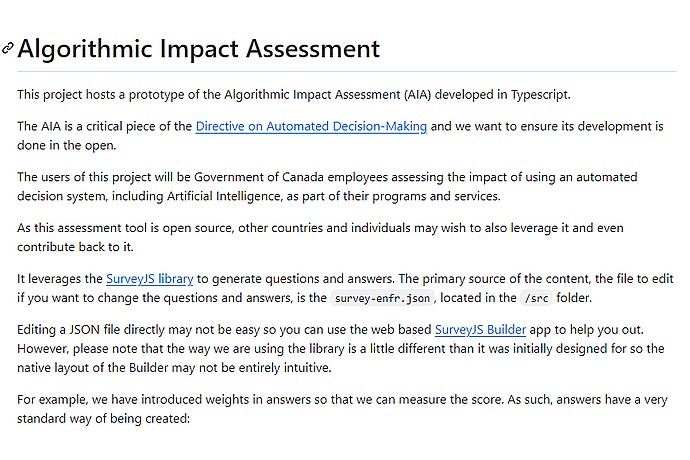 Algorithmic Impact Assessment
This project hosts a prototype of the Algorithmic Impact Assessment (AIA) developed in Typescript.
The AIA is a critical piece of the Directive on Automated Decision-Making and we want to ensure its development is
done in the open.
The users of this project will be Government of Canada employees assessing the impact of using an automated
decision system, including Artificial Intelligence, as part of their programs and services.
As this assessment tool is open source, other countries and individuals may wish to also leverage it and even
contribute back to it.
It leverages the SurveyJS library to generate questions and answers. The primary source of the content, the file to edit
if you want to change the questions and answers, is the survey-enfr.json, located in the /src folder.
Editing a JSON file directly may not be easy so you can use the web based SurveyJS Builder app to help you out.
However, please note that the way we are using the library is a little different than it was initially designed for so the
native layout of the Builder may not be entirely intuitive.
For example, we have introduced weights in answers so that we can measure the score. As such, answers have a very
standard way of being created: